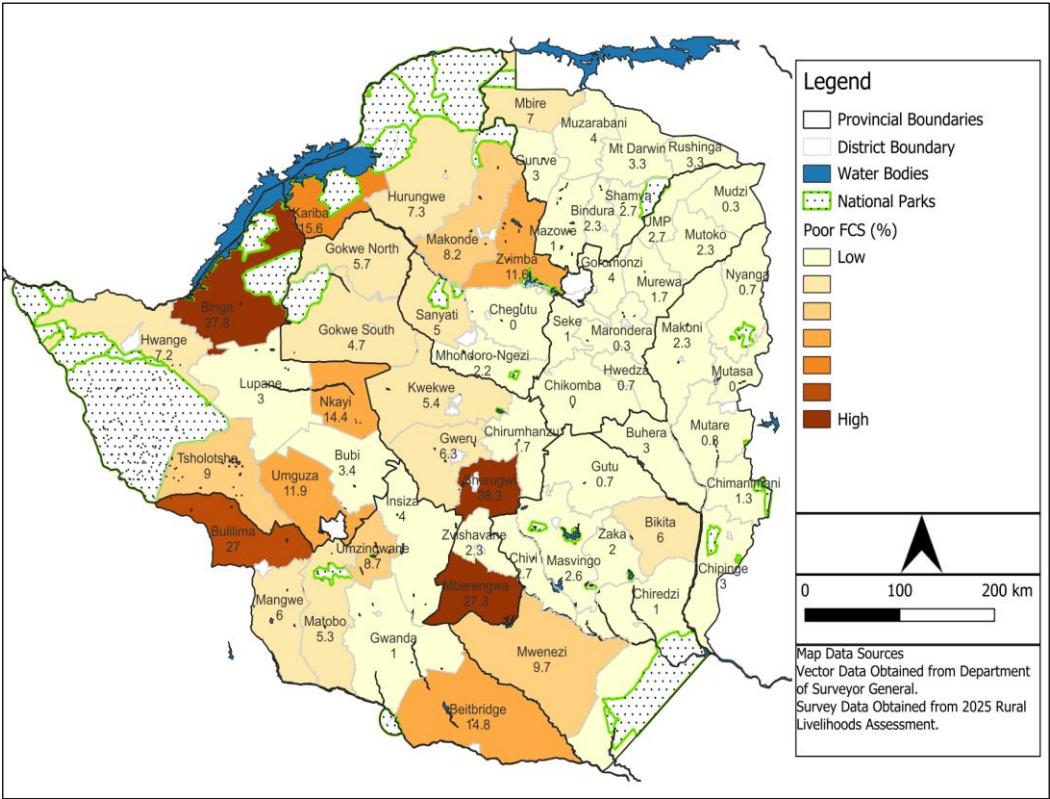 Mbire
7
Muzarabani
4
Mt Darwin
3.3
Rushinga
3.3
Guruve
3
Hurungwe
7.3
Shamva
2.7
Mudzi
0.3
Kariba
15.6
Bindura
2.3
UMP
2.7
Mutoko
2.3
Makonde
8.2
Mazowe
1
Gokwe North
5.7
Zvimba
11.6
Goromonzi
4
Nyanga
0.7
Murewa
1.7
Binga
27.8
Sanyati
5
Chegutu
0
Seke
1
Marondera
0.3
Makoni
2.3
Gokwe South
4.7
Hwange
7.2
Mhondoro-Ngezi
2.2
Hwedza
0.7
Mutasa
0
Lupane
3
Nkayi
14.4
Kwekwe
5.4
Chikomba
0
Mutare
0.8
Gweru
6.3
Chirumhanzu
1.7
Buhera
3
Tsholotsho
9
Bubi
3.4
Umguza
11.9
Gutu
0.7
Shurugwi
38.3
Chimanimani
1.3
Insiza
4
Bulilima
27
Bikita
6
Zvishavane
2.3
Zaka
2
Umzingwane
8.7
Chivi
2.7
Masvingo
2.6
Chipinge
3
Mberengwa
27.3
Chiredzi
1
Mangwe
6
Matobo
5.3
Gwanda
1
Mwenezi
9.7
Beitbridge
14.8
Legend
Provincial Boundaries
District Boundary
Water Bodies
National Parks
Poor FCS (%)
Low
High
0 100 200 km
Map Data Sources
Vector Data Obtained from Department
of Surveyor General.
Survey Data Obtained from 2025 Rural
Livelihoods Assessment.